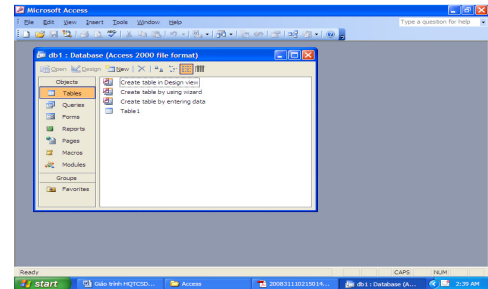 Microsoft Access
File Edit View Insert Tools Window Help
Type a question for help
db1 : Database (Access 2000 file format)
Open Design New
Objects
Tables
Queries
Forms
Reports
Pages
Macros
Modules
Groups
Favorites
Create table in Design view
Create table by using wizard
Create table by entering data
Table1
Ready
CAPS NUM
start
Giáo trình HQTCSD...
Access
200831110215014...
db1 : Database (A...
2:39 AM